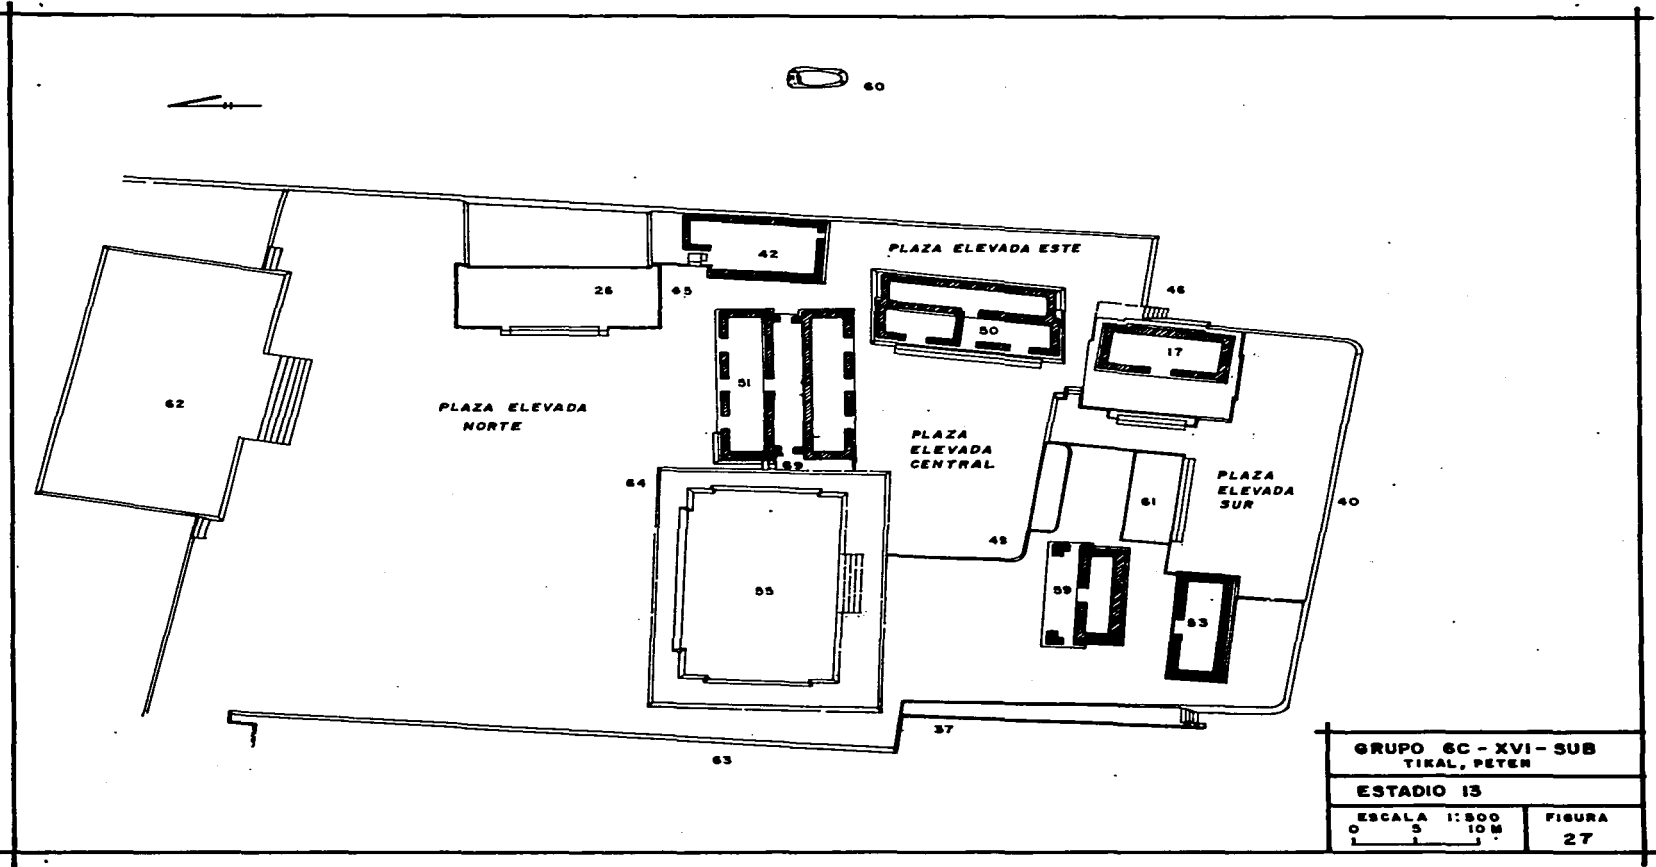 60
PLAZA ELEVADA ESTE
42
26
65
46
50
17
51
62
PLAZA ELEVADA
NORTE
PLAZA
ELEVADA
CENTRAL
69
64
PLAZA
ELEVADA
SUR
61
40
48
55
59
53
37
63
GRUPO 6C-XVI-SUB
TIKAL, PETEN
ESTADIO 13
ESCALA 1:500
0 5 10 M
FIGURA
27